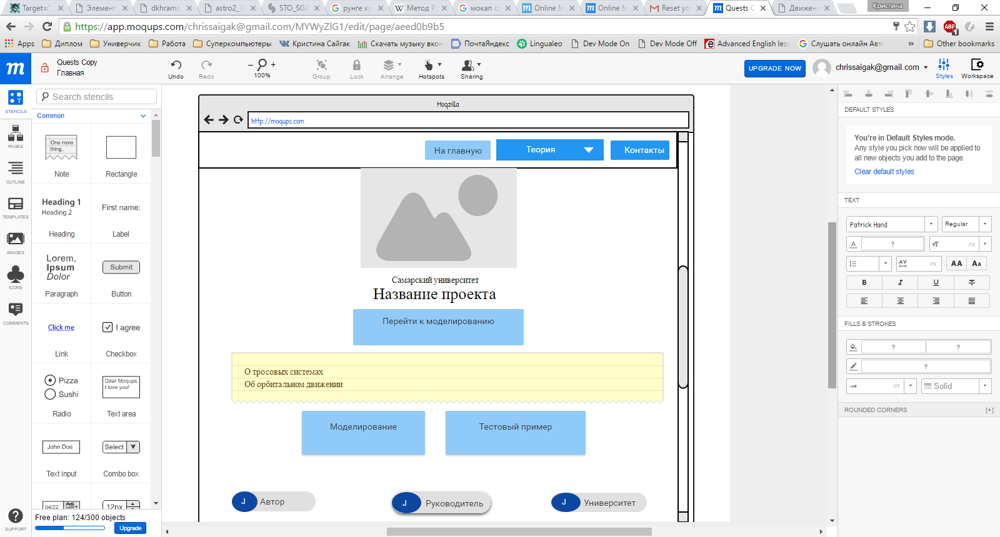 Target="
Элемент
dkhramo
astro2_1
STO_SGA
рунге ку
Метод Р
мокап са
Online M
Online M
Reset yo
Quests C
Движен
Кристина
https://app.moqups.com/chrissaigak@gmail.com/MYWyZlG1/edit/page/aeed0b9b5
Apps
Диплом
Универчик
Работа
Суперкомпьютеры
Кристина Сайгак
Скачать музыку вкон
ПочтаЯндекс
Lingualeo
Dev Mode On
Dev Mode Off
Advanced English less
Слушать онлайн Авто
»
Other bookmarks
m
Quests Copy
Главная
Undo
Redo
– +
100%
Group
Lock
Arrange
Hotspots
Sharing
UPGRADE NOW
chrissaigak@gmail.com
Styles
Workspace
STENCILS
PAGES
OUTLINE
TEMPLATES
IMAGES
ICONS
COMMENTS
SUPPORT
Search stencils
Common
One more
thing..
Note
Rectangle
Heading 1
Heading 2
First name:
Heading
Label
Lorem,
Ipsum
Dolor
Submit
Paragraph
Button
Click me
I agree
Link
Checkbox
Pizza
Sushi
Dear Moqups,
I love you!
Radio
Text area
John Doe
Select
Text input
Combo box
04/22
12px
Free plan: 124/300 objects
Upgrade
Moqzilla
http://moqups.com
На главную
Теория
Контакты
Самарский университет
Название проекта
Перейти к моделированию
О тросовых системах
Об орбитальном движении
Моделирование
Тестовый пример
J Автор
J Руководитель
J Университет
DEFAULT STYLES
You're in Default Styles mode.
Any style you pick now will be applied to
all new objects you add to the page.
Clear default styles
TEXT
Patrick Hand
Regular
A ?
тT PX
AV PX
AA AA
B I U T
FILLS & STROKES
? ?
?
PT
Solid
ROUNDED CORNERS [+]